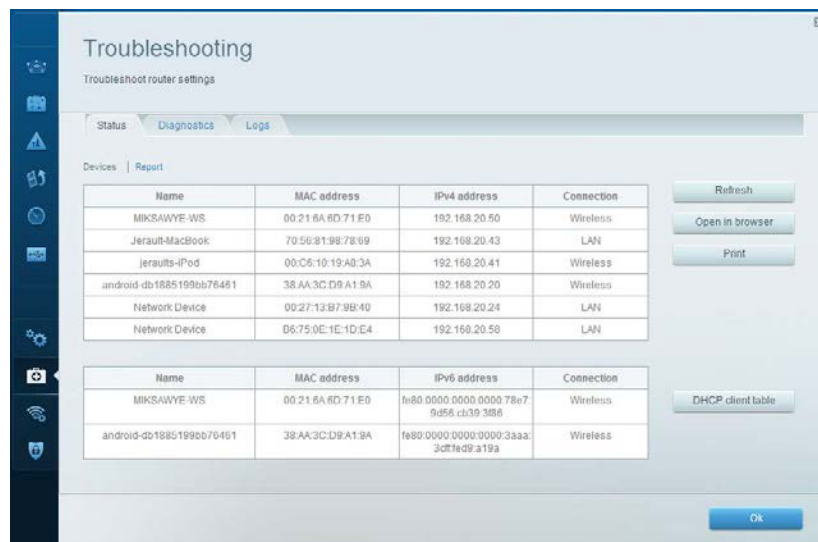 Troubleshooting
Troubleshoot router settings
Status Diagnostics Logs
Devices | Report
Name MAC address IPv4 address Connection
MIKSAWYE-WS 00:21:6A:6D:71:E0 192.168.20.50 Wireless
Jerault-MacBook 70:56:81:98:78:69 192.168.20.43 LAN
jeraults-iPod 00:C6:10:19:A8:3A 192.168.20.41 Wireless
android-db1885199bb76461 38:AA:3C:D9:A1:9A 192.168.20.20 Wireless
Network Device 00:27:13:B7:9B:40 192.168.20.24 LAN
Network Device B6:75:0E:1E:1D:E4 192.168.20.58 LAN
Refresh
Open in browser
Print
Name MAC address IPv6 address Connection
MIKSAWYE-WS 00:21:6A:6D:71:E0 fe80:0000:0000:0000:78e7: Wireless
9d56:cb39:3f86
android-db1885199bb76461 38:AA:3C:D9:A1:9A fe80:0000:0000:0000:3aaa: Wireless
3cff:fed9:a19a
DHCP client table
Ok